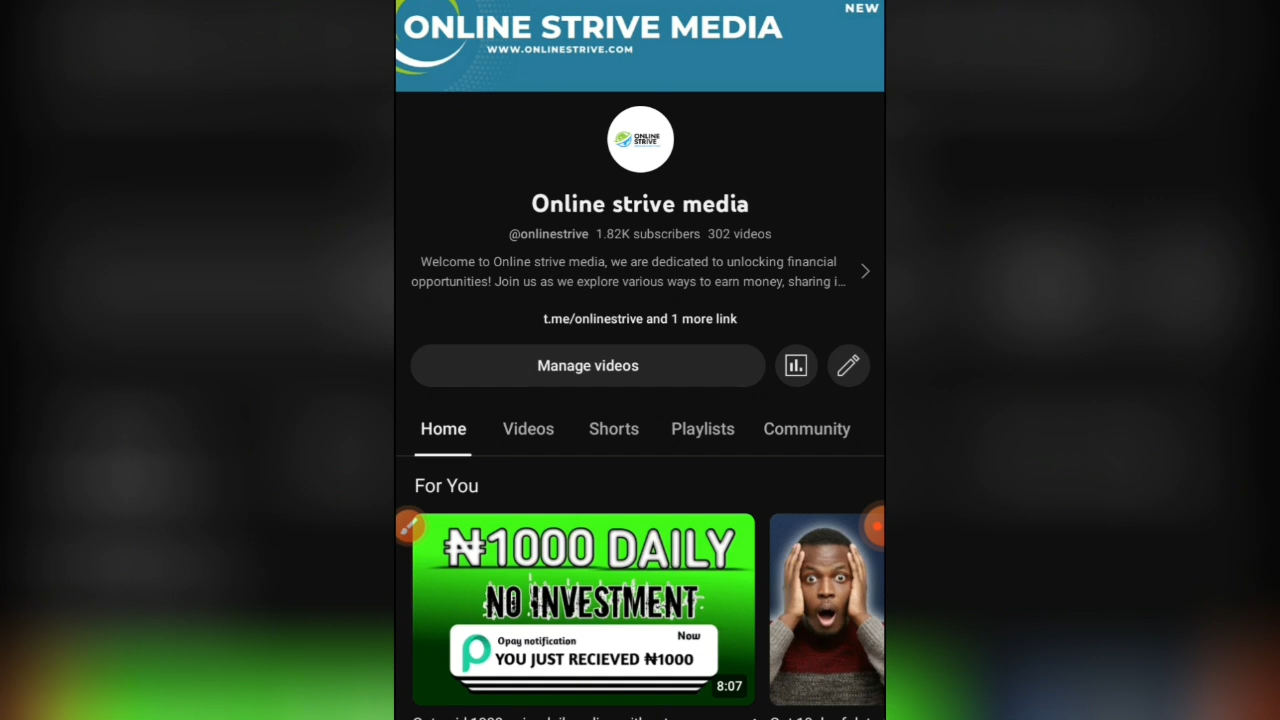 NEW
ONLINE STRIVE MEDIA
WWW.ONLINESTRIVE.COM
ONLINE
STRIVE
Online strive media
@onlinestrive 1.82K subscribers 302 videos
Welcome to Online strive media, we are dedicated to unlocking financial
opportunities! Join us as we explore various ways to earn money, sharing i...
t.me/onlinestrive and 1 more link
Manage videos
Home Videos Shorts Playlists Community
For You
₦1000 DAILY
NO INVESTMENT
Opay notification Now
YOU JUST RECIEVED ₦1000
8:07